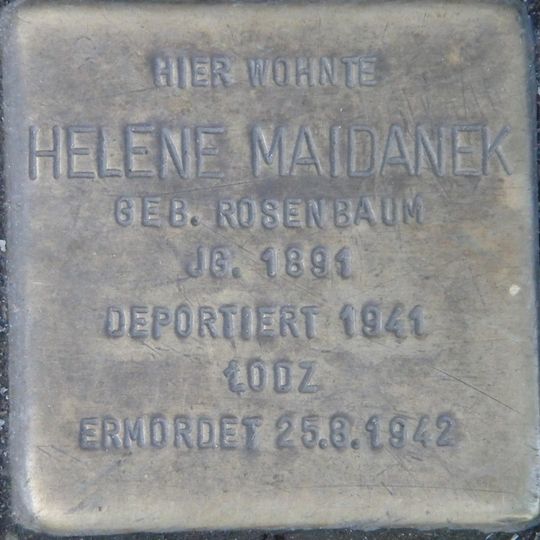 HIER WOHNTE
HELENE MAIDANEK
GEB. ROSENBAUM
JG. 1891
DEPORTIERT 1941
ŁODZ
ERMORDET 25.8.1942